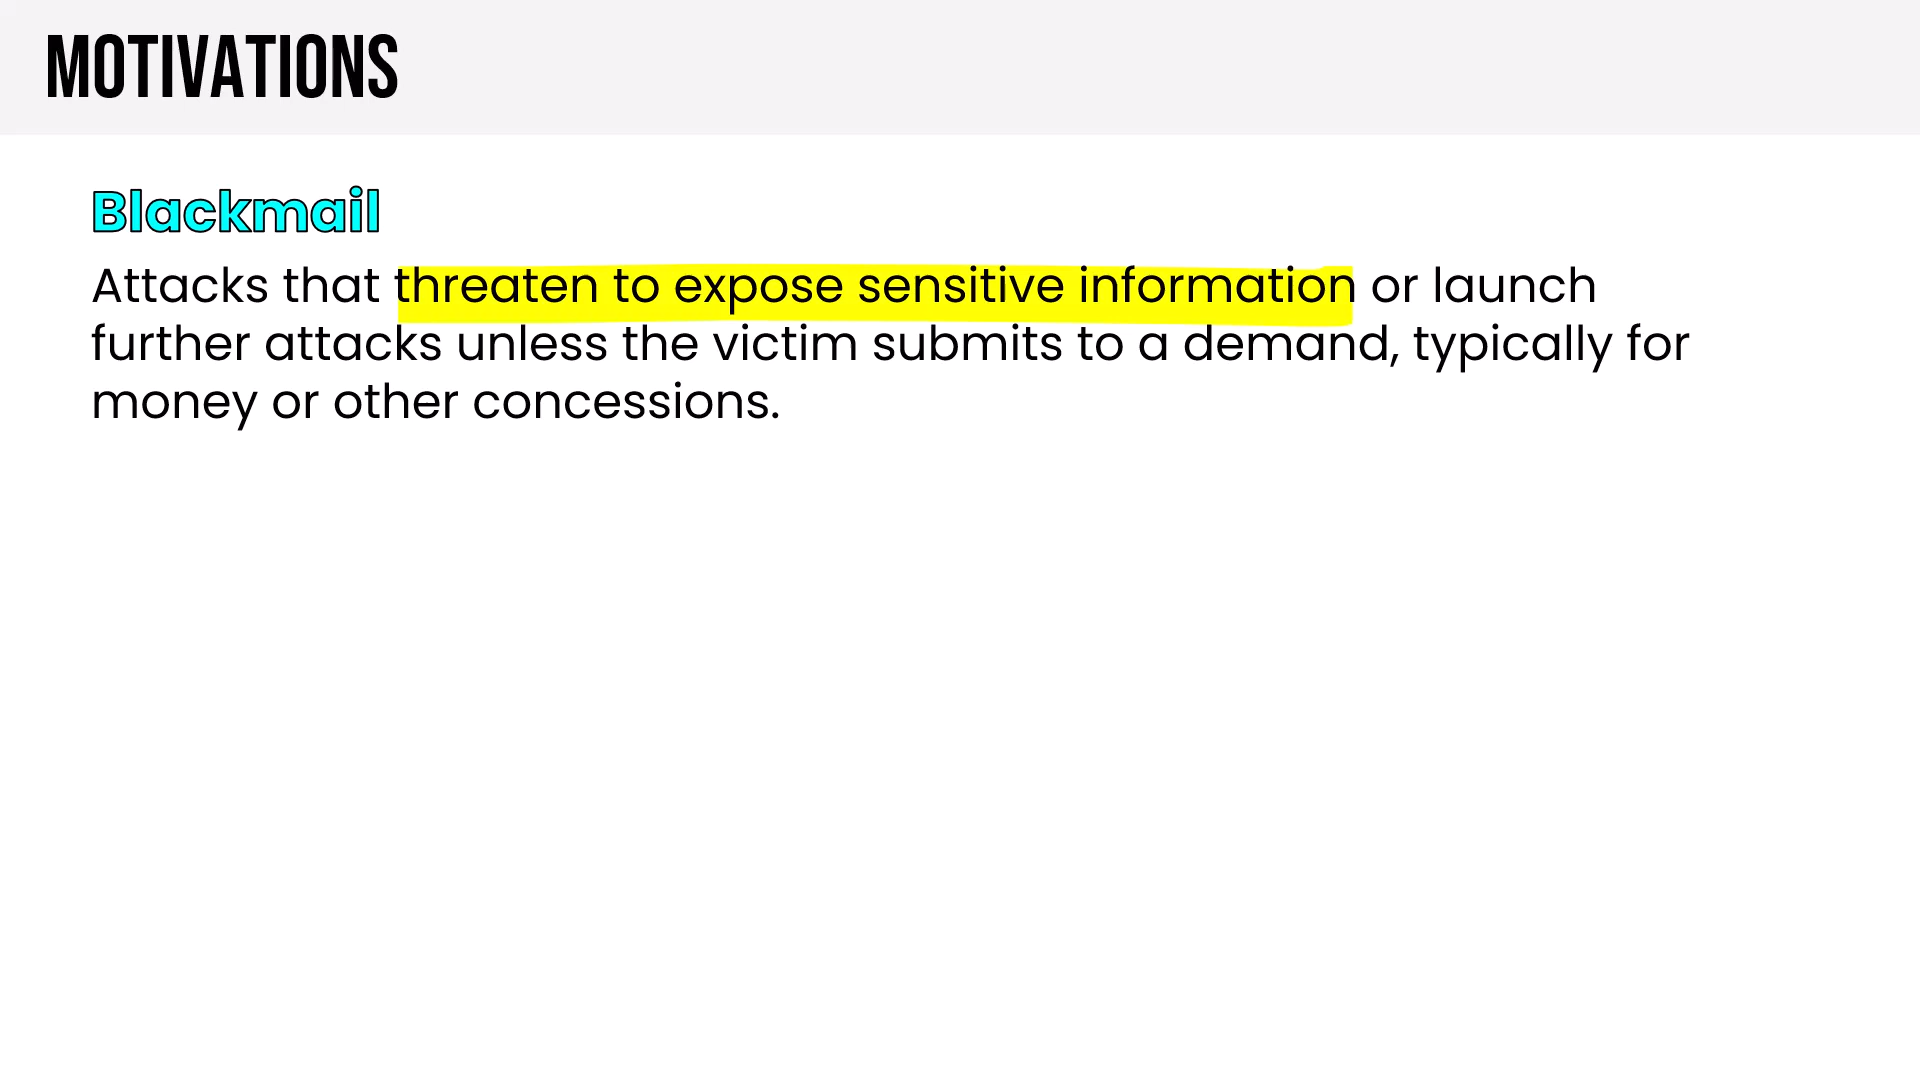 MOTIVATIONS
Blackmail
Attacks that threaten to expose sensitive information or launch
further attacks unless the victim submits to a demand, typically for
money or other concessions.